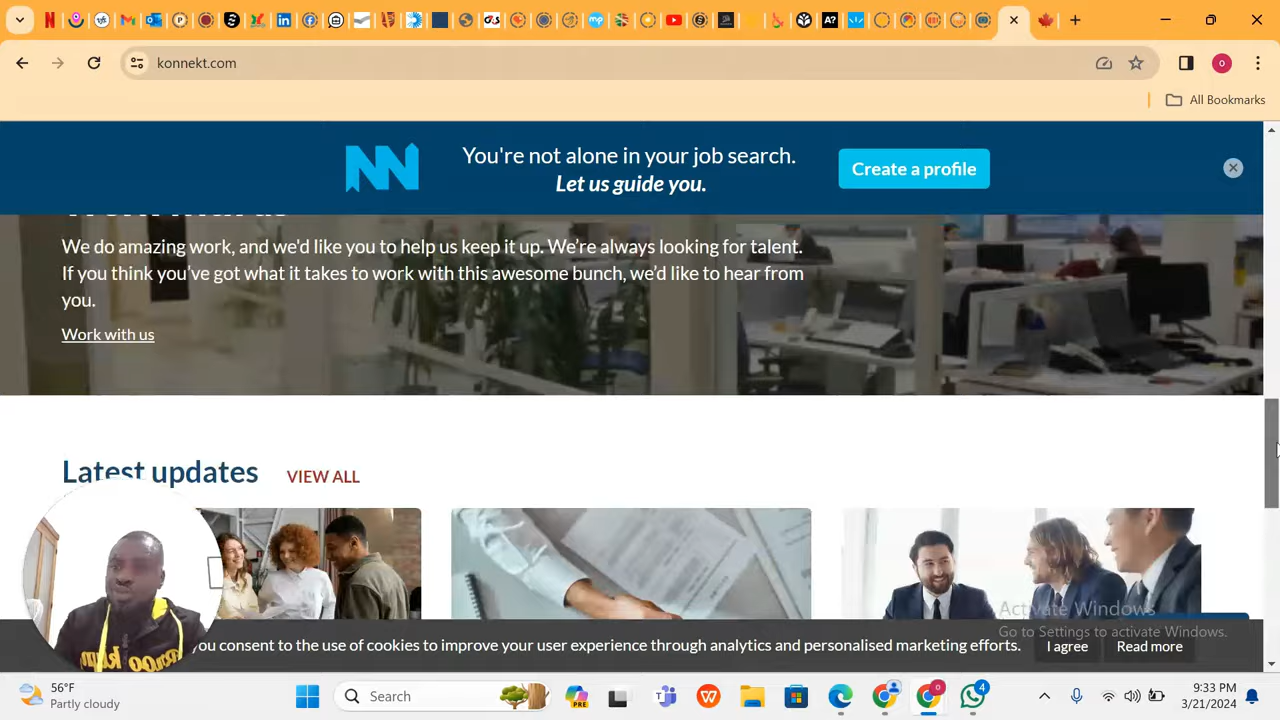 konnekt.com
All Bookmarks
You're not alone in your job search.
Let us guide you.
Create a profile
We do amazing work, and we'd like you to help us keep it up. We're always looking for talent.
If you think you've got what it takes to work with this awesome bunch, we'd like to hear from
you.
Work with us
Latest updates
VIEW ALL
you consent to the use of cookies to improve your user experience through analytics and personalised marketing efforts.
I agree
Read more
Activate Windows
Go to Settings to activate Windows.
56°F
Partly cloudy
Search
9:33 PM
3/21/2024